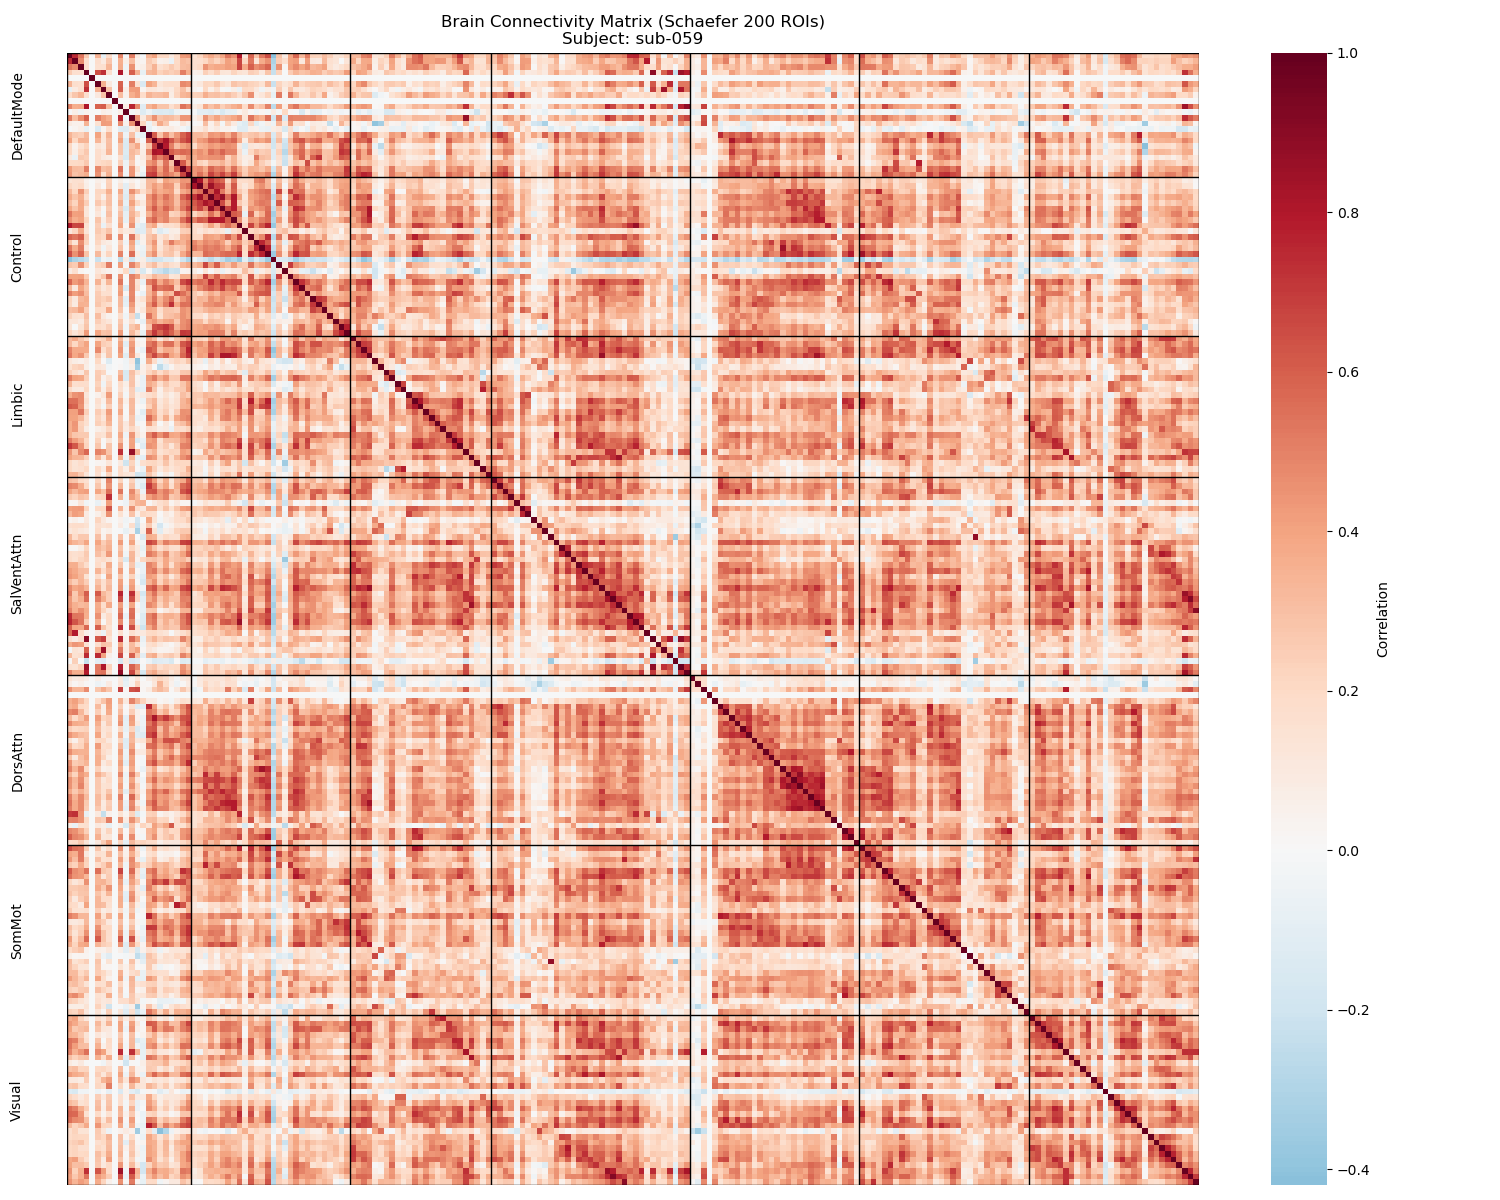 Brain Connectivity Matrix (Schaefer 200 ROIs)
Subject: sub-059
DefaultMode
Control
Limbic
SalVentAttn
DorsAttn
SomMot
Visual
1.0
0.8
0.6
0.4
0.2
0.0
−0.2
−0.4
Correlation